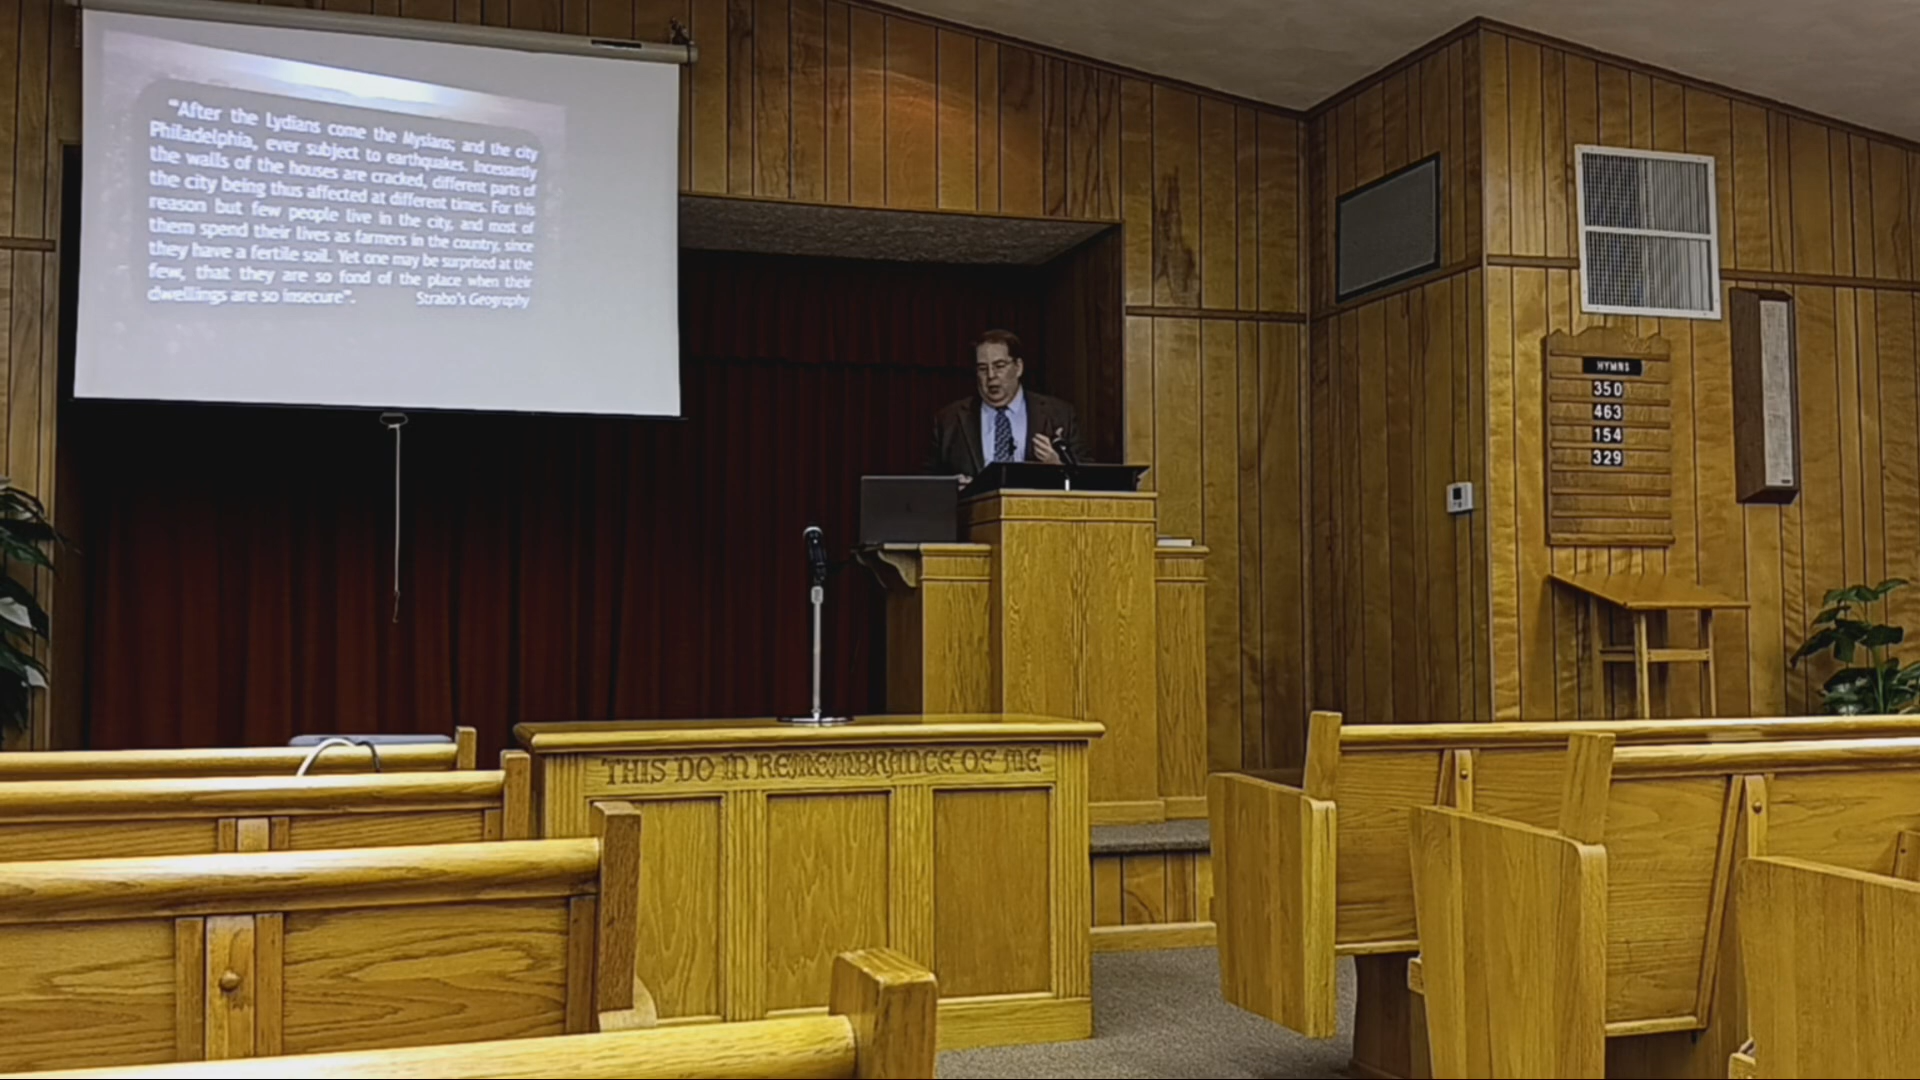 "After the Lydians come the Mysians; and the city
Philadelphia, ever subject to earthquakes. Incessantly
the walls of the houses are cracked, different parts of
the city being thus affected at different times. For this
reason but few people live in the city, and most of
them spend their lives as farmers in the country, since
they have a fertile soil. Yet one may be surprised at the
few, that they are so fond of the place when their
dwellings are so insecure". Strabo's Geography
HYMNS
350
463
154
329
THIS DO IN REMEMBRANCE OF ME